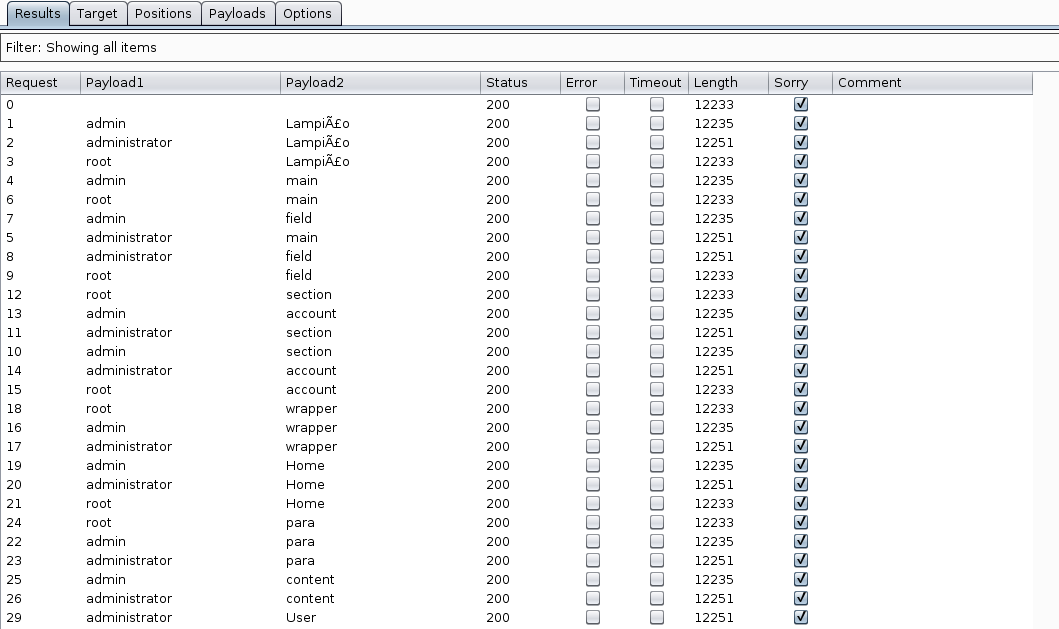 Results Target Positions Payloads Options
Filter: Showing all items
Request Payload1 Payload2 Status Error Timeout Length Sorry Comment
0 200 12233
1 admin LampiÃ£o 200 12235
2 administrator LampiÃ£o 200 12251
3 root LampiÃ£o 200 12233
4 admin main 200 12235
6 root main 200 12233
7 admin field 200 12235
5 administrator main 200 12251
8 administrator field 200 12251
9 root field 200 12233
12 root section 200 12233
13 admin account 200 12235
11 administrator section 200 12251
10 admin section 200 12235
14 administrator account 200 12251
15 root account 200 12233
18 root wrapper 200 12233
16 admin wrapper 200 12235
17 administrator wrapper 200 12251
19 admin Home 200 12235
20 administrator Home 200 12251
21 root Home 200 12233
24 root para 200 12233
22 admin para 200 12235
23 administrator para 200 12251
25 admin content 200 12235
26 administrator content 200 12251
29 administrator User 200 12251